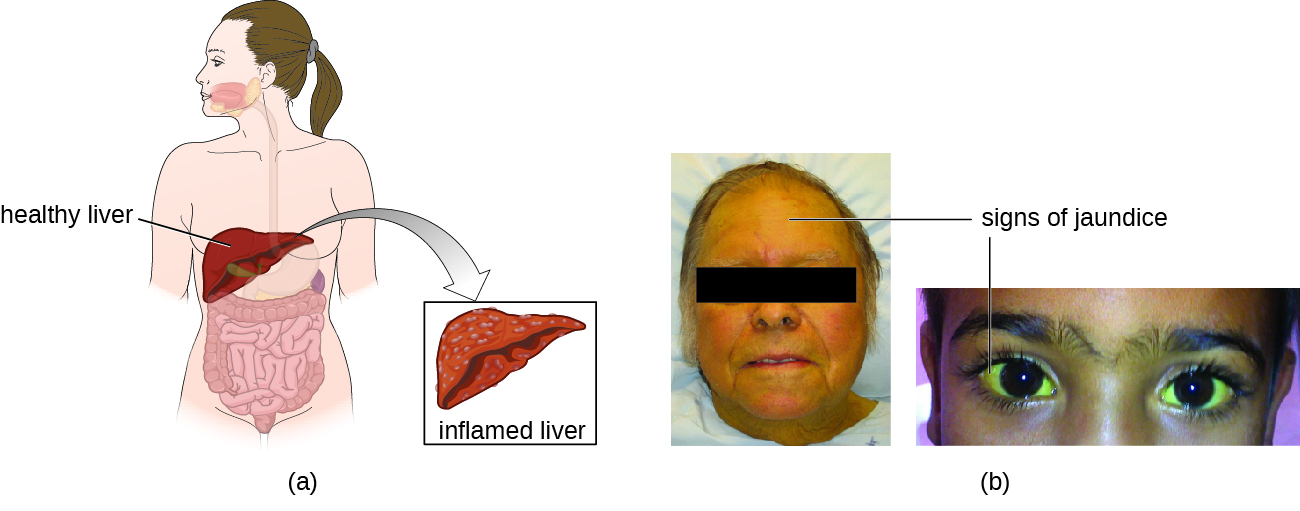 healthy liver
inflamed liver
(a)
signs of jaundice
(b)